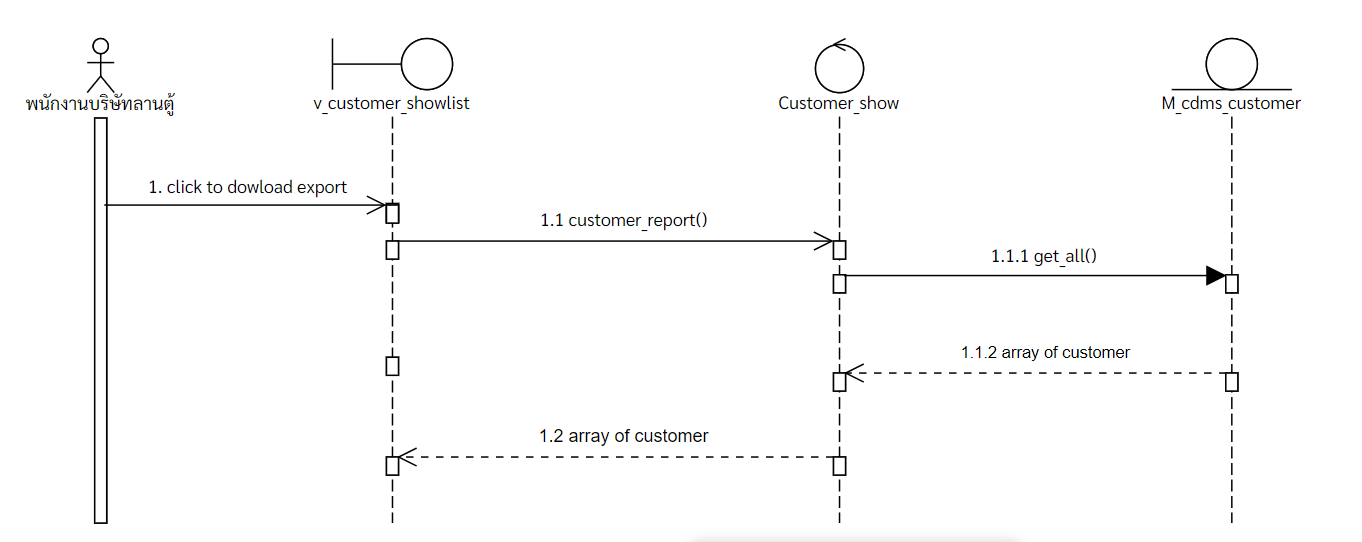 พนักงานบริษัทลานตู้
v_customer_showlist
Customer_show
M_cdms_customer
1. click to dowload export
1.1 customer_report()
1.1.1 get_all()
1.1.2 array of customer
1.2 array of customer